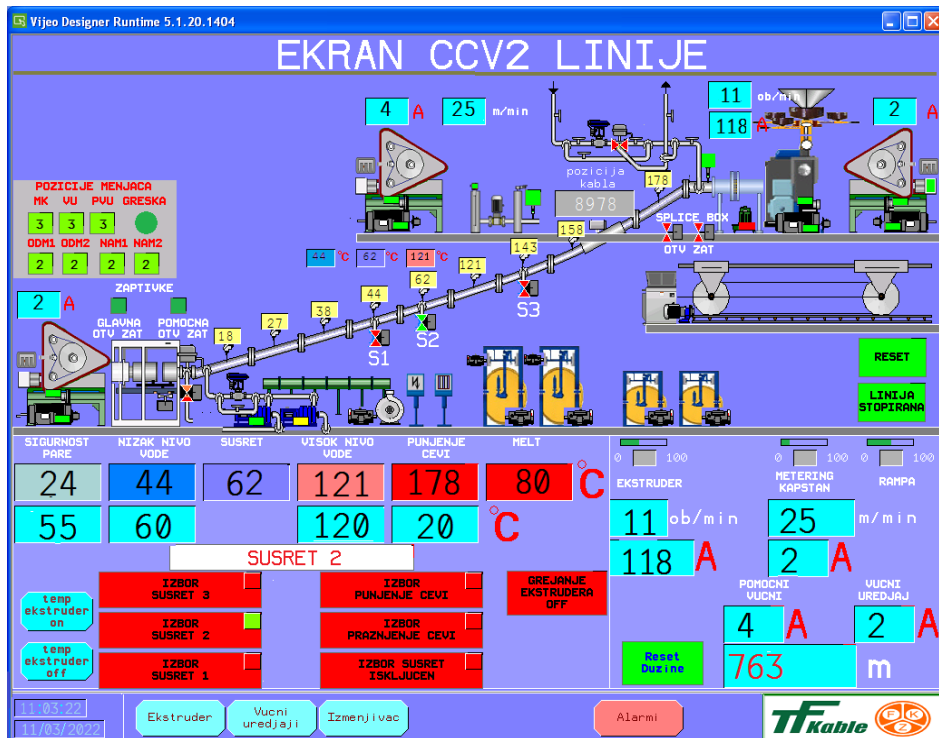 Vijeo Designer Runtime 5.1.20.1404
EKRAN CCV2 LINIJE
4 A 25 m/min
11 ob/min
118 A
2 A
pozicija
kabla
8978
178
POZICIJE MENJACA
MK VU PVU GRESKA
3 3 3
ODM1 ODM2 NAM1 NAM2
2 2 2 2
158
SPLICE BOX
OTV ZAT
143
44 °C 62 °C 121 °C
121
62
44
38
27
18
S3
S2
S1
2 A
ZAPTIVKE
GLAVNA POMOCNA
OTV ZAT OTV ZAT
RESET
LINIJA
STOPIRANA
SIGURNOST
PARE
NIZAK NIVO
VODE
SUSRET
VISOK NIVO
VODE
PUNJENJE
CEVI
MELT
24 44 62 121 178 80 °C
55 60 120 20 °C
SUSRET 2
temp
ekstruder
on
temp
ekstruder
off
IZBOR
SUSRET 3
IZBOR
SUSRET 2
IZBOR
SUSRET 1
IZBOR
PUNJENJE CEVI
IZBOR
PRAZNJENJE CEVI
IZBOR SUSRET
ISKLJUCEN
GREJANJE
EKSTRUDERA
OFF
0 100
0 100
0 100
EKSTRUDER
METERING
KAPSTAN
RAMPA
11 ob/min
25 m/min
118 A
2 A
POMOCNI
VUCNI
VUCNI
UREDJAJ
4 A
2 A
Reset
Duzine
763 m
11:03:22
11/03/2022
Ekstruder
Vucni
uredjaji
Izmenjivac
Alarmi
TF Kable
FKZ